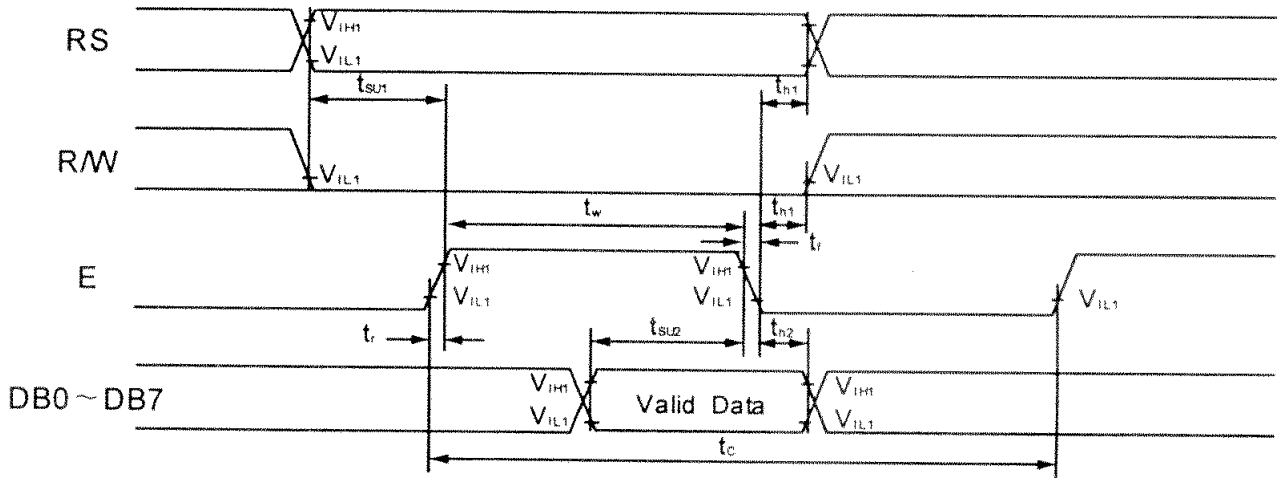 RS
V_IH1
V_IL1
t_SU1
t_h1
R/W
V_IL1
V_IL1
t_w
t_h1
t_f
E
V_IH1
V_IH1
V_IL1
V_IL1
V_IL1
t_r
t_SU2
t_h2
DB0～DB7
V_IH1
Valid Data
V_IH1
V_IL1
V_IL1
t_C